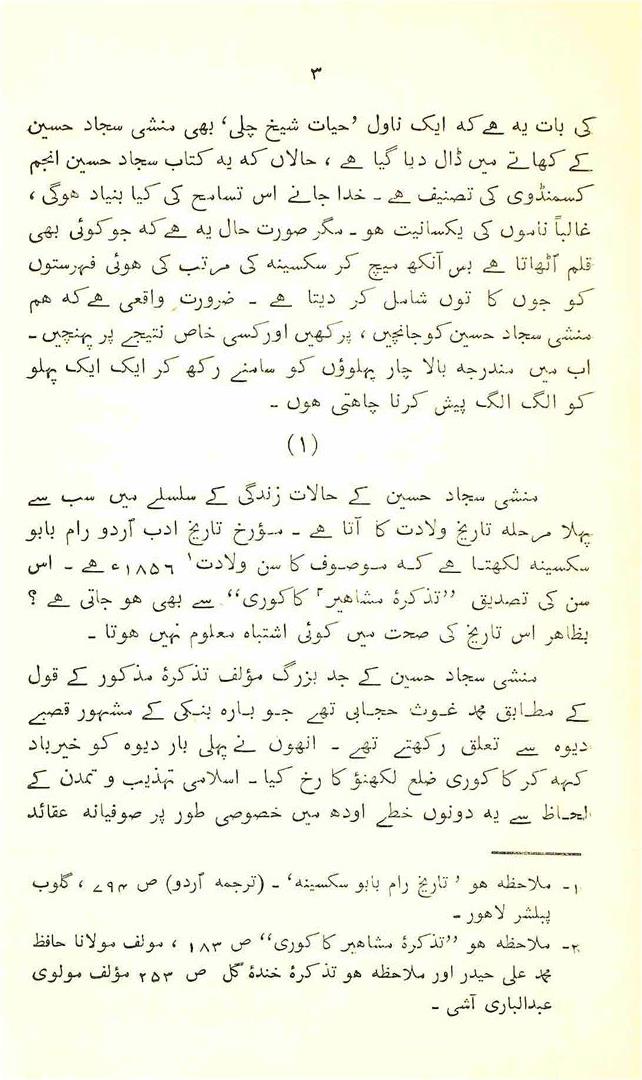 ۳
کی بات یہ ہے کہ ایک ناول ’حیات شیخ چلی‘ بھی منشی سجاد حسین
کے کھاتے میں ڈال دیا گیا ہے ، حالاں کہ یہ کتاب سجاد حسین انجم
کسمنڈوی کی تصنیف ہے ۔ خدا جانے اس تسامح کی کیا بنیاد ہوگی ،
غالباً ناموں کی یکسانیت ہو ۔ مگر صورت حال یہ ہے کہ جو کوئی بھی
قلم اٹھاتا ہے بس آنکھ میچ کر سکسینہ کی مرتب کی ہوئی فہرستوں
کو جوں کا توں شامل کر دیتا ہے ۔ ضرورت واقعی ہے کہ ہم
منشی سجاد حسین کو جانچیں ، پرکھیں اور کسی خاص نتیجے پر پہنچیں ۔
اب میں مندرجہ بالا چار پہلوؤں کو سامنے رکھ کر ایک ایک پہلو
کو الگ الگ پیش کرنا چاہتی ہوں ۔
(۱)
منشی سجاد حسین کے حالات زندگی کے سلسلے میں سب سے
پہلا مرحلہ تاریخ ولادت کا آتا ہے ۔ مؤرخ تاریخ ادب اردو رام بابو
سکسینہ لکھتا ہے کہ موصوف کا سن ولادت۱ ۱۸۵۶ء ہے ۔ اس
سن کی تصدیق ”تذکرۂ مشاہیر۲ کاکوری“ سے بھی ہو جاتی ہے ؟
بظاہر اس تاریخ کی صحت میں کوئی اشتباہ معلوم نہیں ہوتا ۔
منشی سجاد حسین کے جد بزرگ مؤلف تذکرۂ مذکور کے قول
کے مطابق محمد غوث حجابی تھے جو بارہ بنکی کے مشہور قصبے
دیوہ سے تعلق رکھتے تھے ۔ انھوں نے پہلی بار دیوہ کو خیرباد
کہہ کر کاکوری ضلع لکھنؤ کا رخ کیا ۔ اسلامی تہذیب و تمدن کے
لحاظ سے یہ دونوں خطے اودھ میں خصوصی طور پر صوفیانہ عقائد
۱۔ ملاحظہ ہو ’تاریخ رام بابو سکسینہ‘ ۔ (ترجمہ اردو) ص ۷۹۴ ، گلوب
پبلشر لاہور ۔
۲۔ ملاحظہ ہو ”تذکرۂ مشاہیر کاکوری“ ص ۱۸۳ ، مولف مولانا حافظ
محمد علی حیدر اور ملاحظہ ہو تذکرۂ خندۂ گل ص ۲۵۳ مؤلف مولوی
عبدالباری آشی ۔